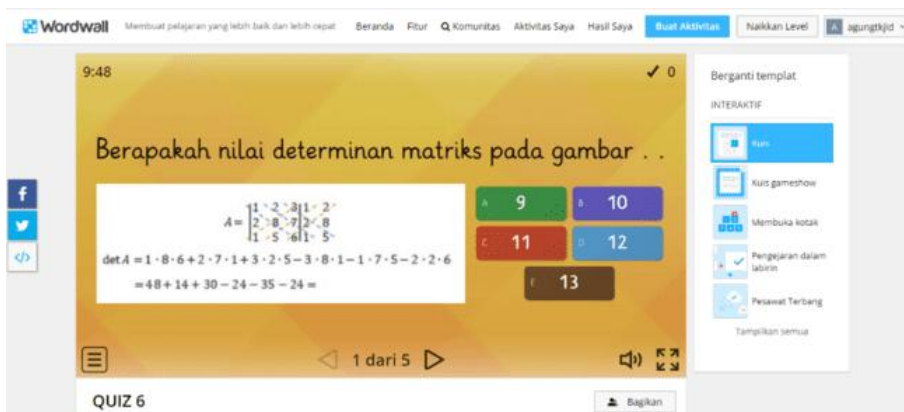 Wordwall Membuat pelajaran yang lebih baik dan lebih cepat Beranda Fitur Komunitas Aktivitas Saya Hasil Saya Buat Aktivitas Naikkan Level A agungtkjid
9:48 ✓ 0
Berapakah nilai determinan matriks pada gambar . .
A = |1 2 3|1 2
|2 8 7|2 8
|1 5 6|1 5
det A = 1 · 8 · 6 + 2 · 7 · 1 + 3 · 2 · 5 − 3 · 8 · 1 − 1 · 7 · 5 − 2 · 2 · 6
= 48 + 14 + 30 − 24 − 35 − 24 =
A 9
B 10
C 11
D 12
E 13
1 dari 5
QUIZ 6
Bagikan
Berganti templat
INTERAKTIF
Kuis
Kuis gameshow
Membuka kotak
Pengejaran dalam
labirin
Pesawat Terbang
Tampilkan semua